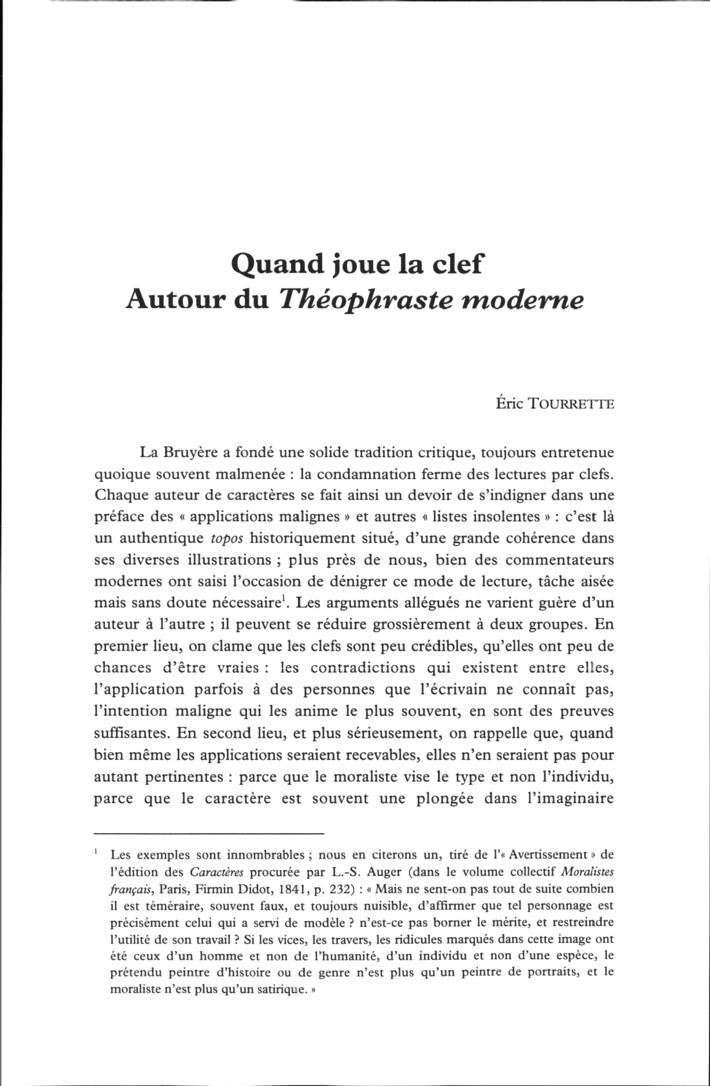 Quand joue la clef
Autour du Théophraste moderne
Éric TOURRETTE
La Bruyère a fondé une solide tradition critique, toujours entretenue
quoique souvent malmenée : la condamnation ferme des lectures par clefs.
Chaque auteur de caractères se fait ainsi un devoir de s'indigner dans une
préface des « applications malignes » et autres « listes insolentes » : c'est là
un authentique topos historiquement situé, d'une grande cohérence dans
ses diverses illustrations ; plus près de nous, bien des commentateurs
modernes ont saisi l'occasion de dénigrer ce mode de lecture, tâche aisée
mais sans doute nécessaire¹. Les arguments allégués ne varient guère d'un
auteur à l'autre ; il peuvent se réduire grossièrement à deux groupes. En
premier lieu, on clame que les clefs sont peu crédibles, qu'elles ont peu de
chances d'être vraies : les contradictions qui existent entre elles,
l'application parfois à des personnes que l'écrivain ne connaît pas,
l'intention maligne qui les anime le plus souvent, en sont des preuves
suffisantes. En second lieu, et plus sérieusement, on rappelle que, quand
bien même les applications seraient recevables, elles n'en seraient pas pour
autant pertinentes : parce que le moraliste vise le type et non l'individu,
parce que le caractère est souvent une plongée dans l'imaginaire
¹ Les exemples sont innombrables ; nous en citerons un, tiré de l'« Avertissement » de
l'édition des Caractères procurée par L.-S. Auger (dans le volume collectif Moralistes
français, Paris, Firmin Didot, 1841, p. 232) : « Mais ne sent-on pas tout de suite combien
il est téméraire, souvent faux, et toujours nuisible, d'affirmer que tel personnage est
précisément celui qui a servi de modèle ? n'est-ce pas borner le mérite, et restreindre
l'utilité de son travail ? Si les vices, les travers, les ridicules marqués dans cette image ont
été ceux d'un homme et non de l'humanité, d'un individu et non d'une espèce, le
prétendu peintre d'histoire ou de genre n'est plus qu'un peintre de portraits, et le
moraliste n'est plus qu'un satirique. »